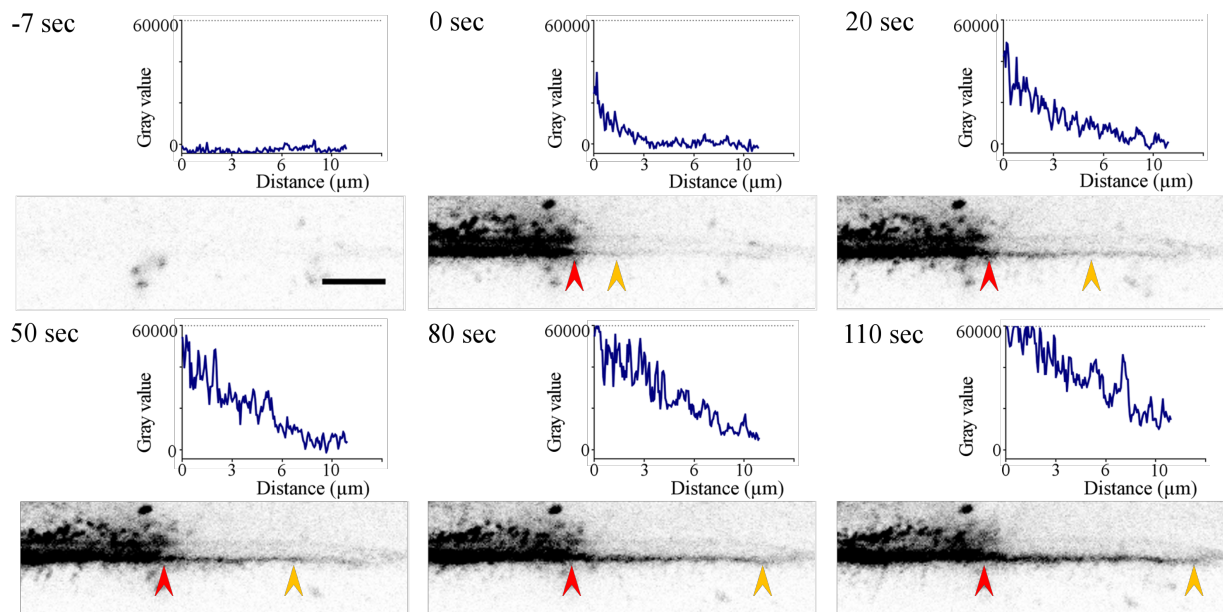 -7 sec
60000
Gray value
0
0 3 6 10
Distance (µm)
0 sec
60000
Gray value
0
0 3 6 10
Distance (µm)
20 sec
60000
Gray value
0
0 3 6 10
Distance (µm)
50 sec
60000
Gray value
0
0 3 6 10
Distance (µm)
80 sec
60000
Gray value
0
0 3 6 10
Distance (µm)
110 sec
60000
Gray value
0
0 3 6 10
Distance (µm)